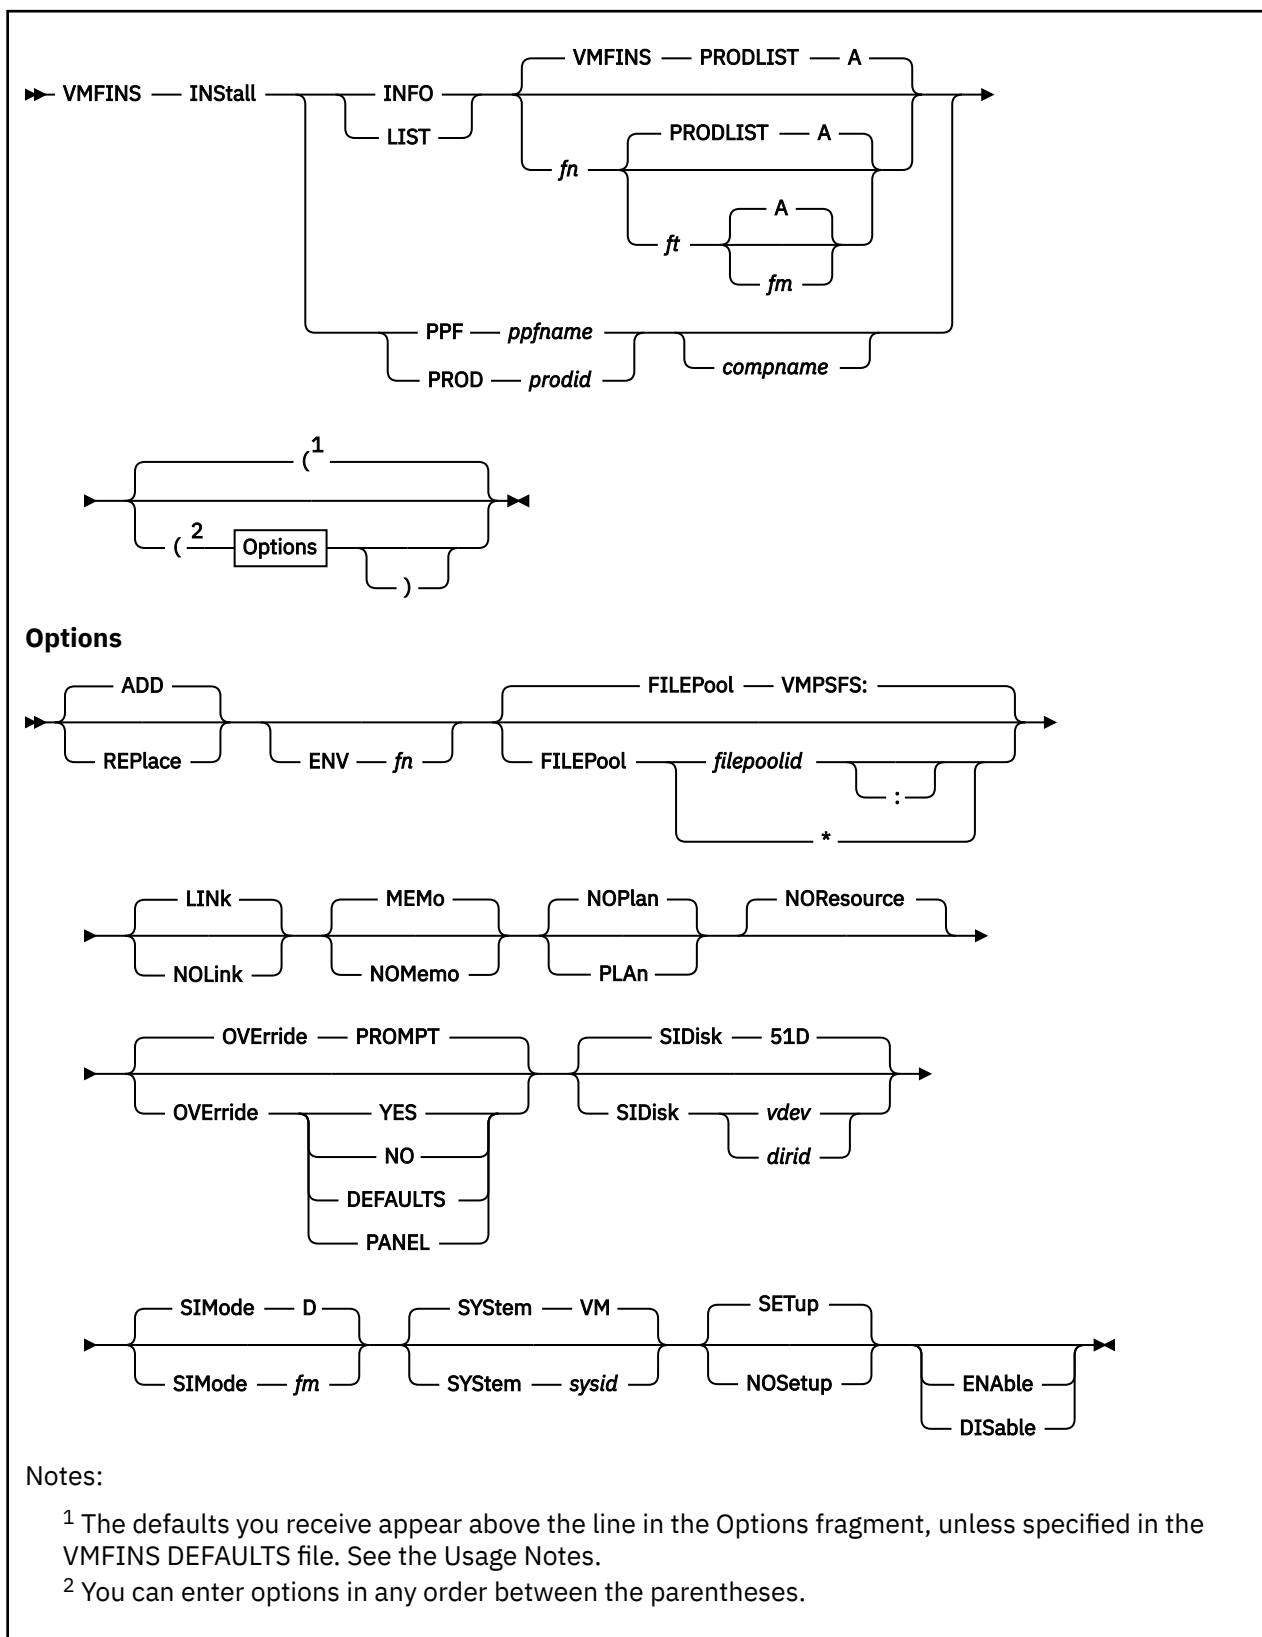 VMFINS PRODLIST A
VMFINS INStall INFO
LIST
PRODLIST A
fn
A
ft
fm
PPF ppfname
compname
PROD prodid
( 1
( 2 Options
)
Options
ADD FILEPool VMPSFS:
REPlace ENV fn FILEPool filepoolid
:
*
LINk MEMo NOPlan NOResource
NOLink NOMemo PLAn
OVErride PROMPT SIDisk 51D
OVErride YES SIDisk vdev
NO dirid
DEFAULTS
PANEL
SIMode D SYStem VM SETup
SIMode fm SYStem sysid NOSetup ENAble
DISable
Notes:
1 The defaults you receive appear above the line in the Options fragment, unless specified in the
VMFINS DEFAULTS file. See the Usage Notes.
2 You can enter options in any order between the parentheses.